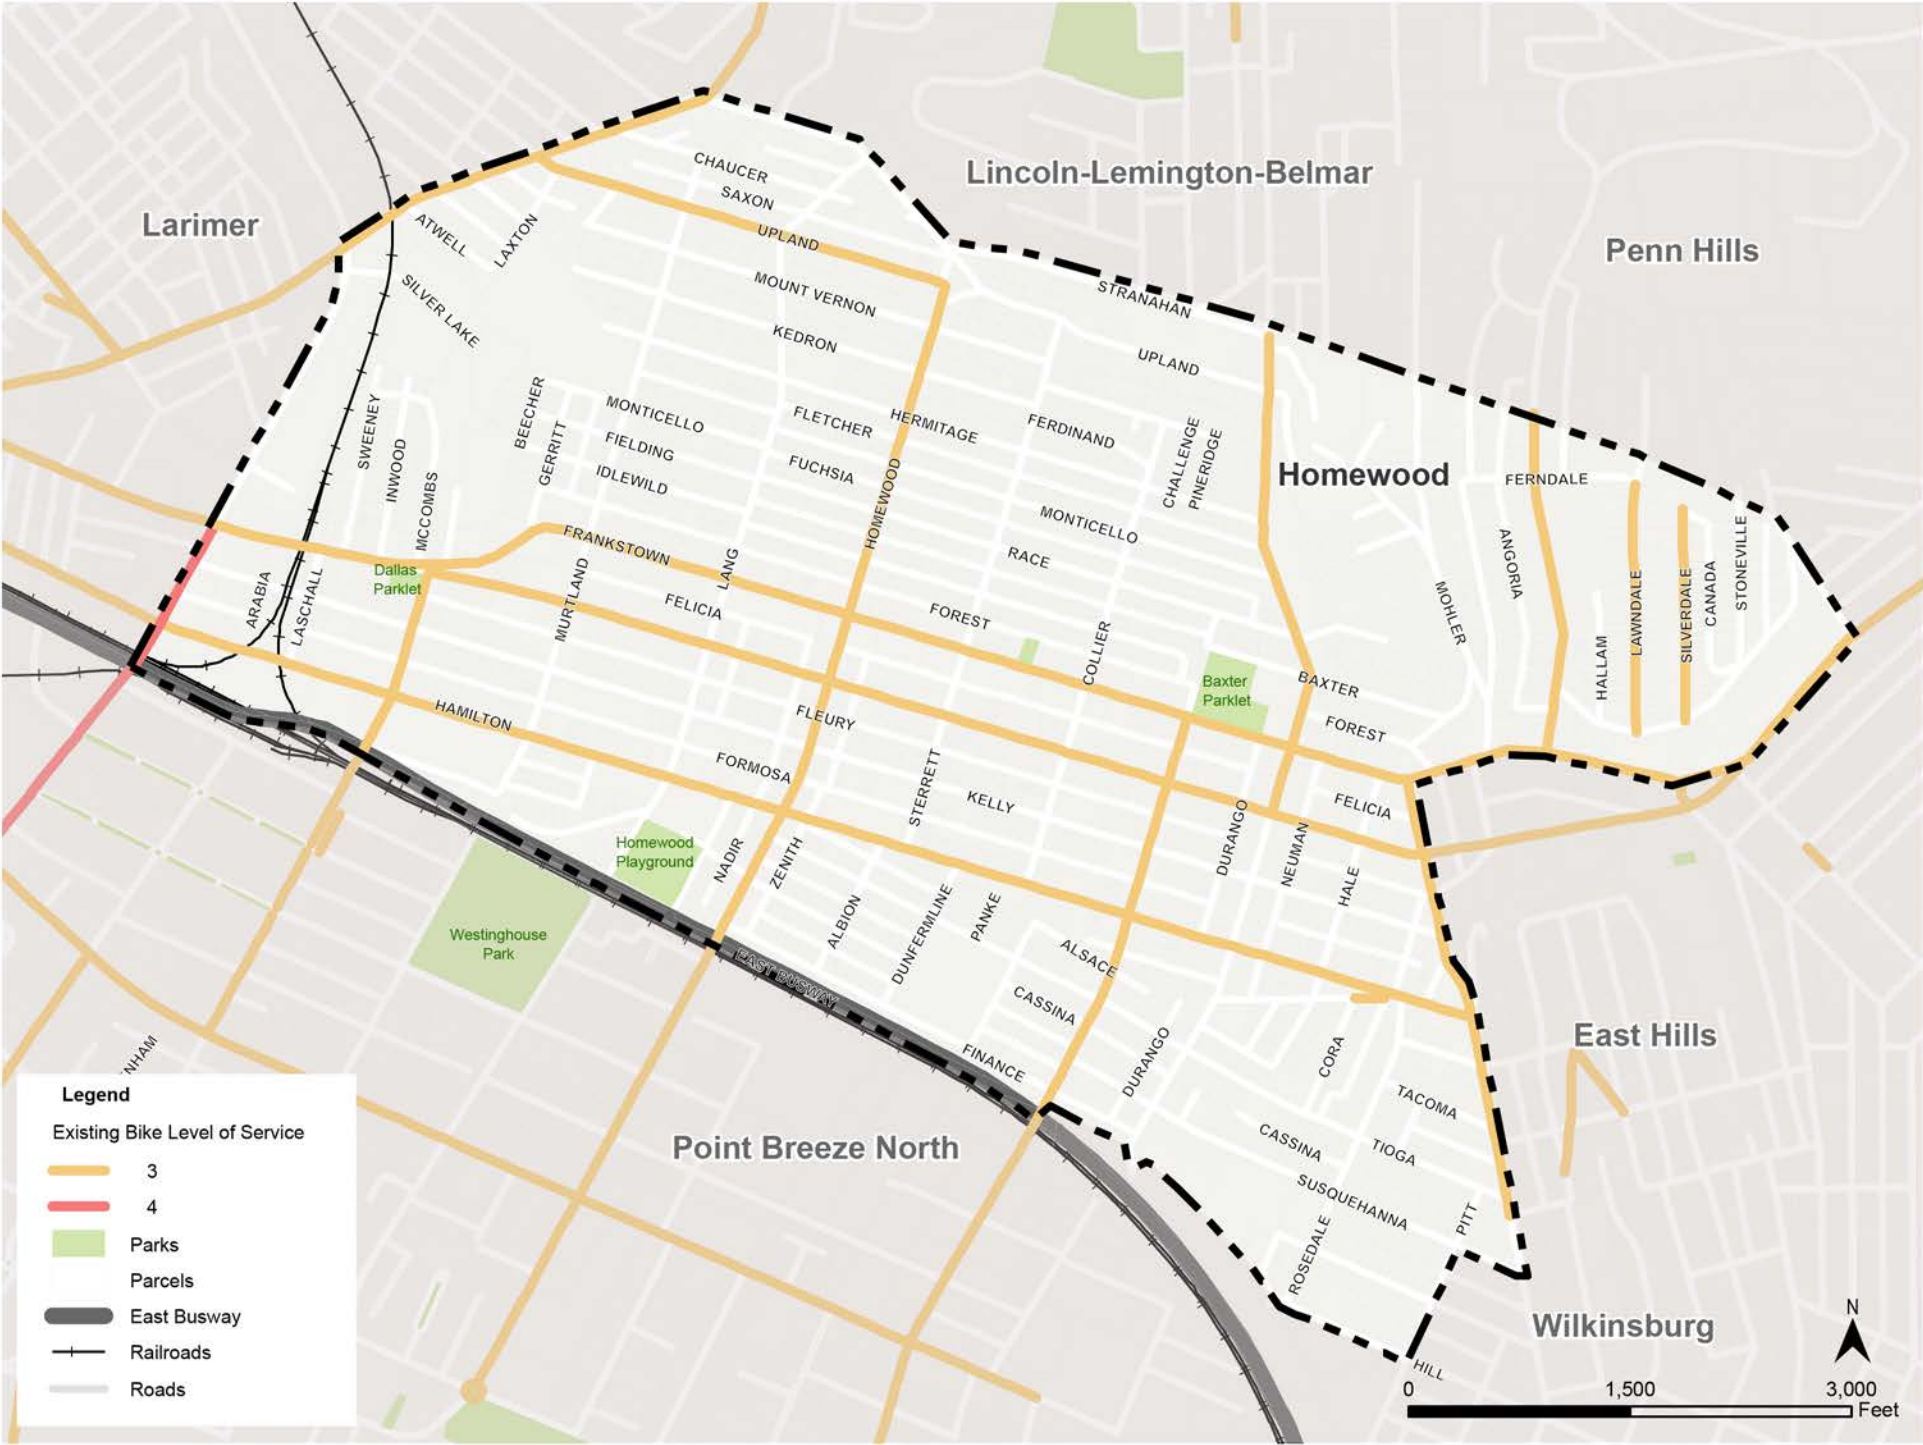 Lincoln-Lemington-Belmar
Larimer
Penn Hills
CHAUCER
SAXON
UPLAND
ATWELL
LAXTON
SILVER LAKE
MOUNT VERNON
KEDRON
STRANAHAN
UPLAND
SWEENEY
INWOOD
MCCOMBS
BEECHER
GERRITT
MONTICELLO
FIELDING
IDLEWILD
FLETCHER
HERMITAGE
FUCHSIA
FERDINAND
CHALLENGE
PINERIDGE
Homewood
FERNDALE
HOMEWOOD
MONTICELLO
RACE
FRANKSTOWN
LANG
MURTLAND
FELICIA
FOREST
COLLIER
ANGORIA
MOHLER
HALLAM
LAWNDALE
SILVERDALE
CANADA
STONEVILLE
Dallas
Parklet
ARABIA
LASCHALL
HAMILTON
FLEURY
FORMOSA
STERRETT
KELLY
Baxter
Parklet
BAXTER
FOREST
FELICIA
DURANGO
NEUMAN
HALE
Homewood
Playground
NADIR
ZENITH
ALBION
DUNFERMLINE
PANKE
ALSACE
CASSINA
Westinghouse
Park
EAST BUSWAY
FINANCE
DURANGO
CORA
TACOMA
TIOGA
CASSINA
SUSQUEHANNA
ROSEDALE
PITT
HILL
East Hills
Point Breeze North
Wilkinsburg
NHAM
Legend
Existing Bike Level of Service
3
4
Parks
Parcels
East Busway
Railroads
Roads
N
0 1,500 3,000
Feet